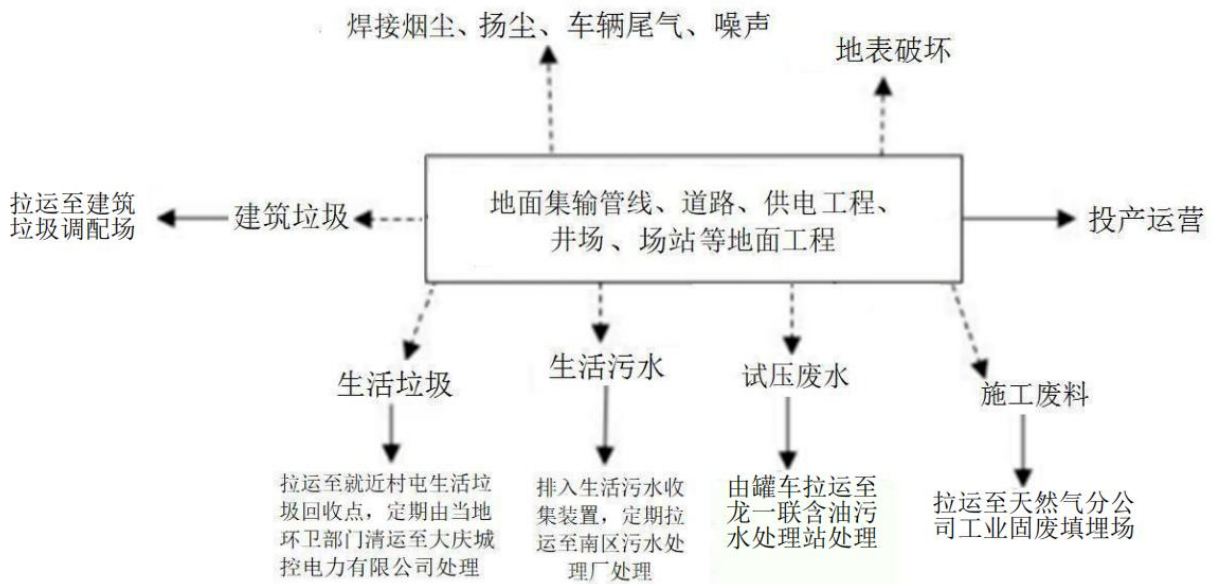 焊接烟尘、扬尘、车辆尾气、噪声
地表破坏
地面集输管线、道路、供电工程、
井场、场站等地面工程
拉运至建筑
垃圾调配场
建筑垃圾
投产运营
生活垃圾
生活污水
试压废水
施工废料
拉运至就近村屯生活垃
圾回收点，定期由当地
环卫部门清运至大庆城
控电力有限公司处理
排入生活污水收
集装置，定期拉
运至南区污水处
理厂处理
由罐车拉运至
龙一联含油污
水处理站处理
拉运至天然气分公
司工业固废填埋场